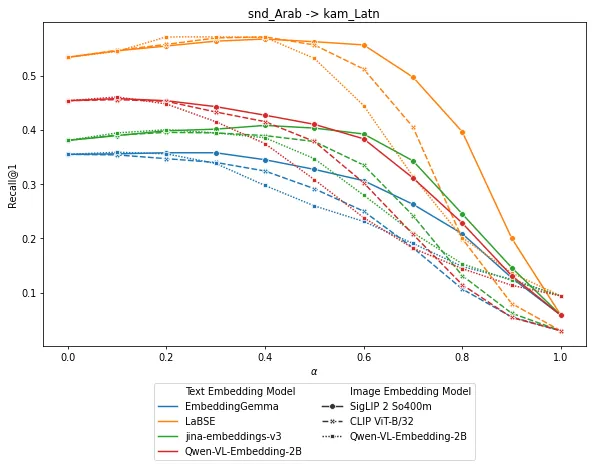 snd_Arab -> kam_Latn
Recall@1
0.5
0.4
0.3
0.2
0.1
0.0 0.2 0.4 0.6 0.8 1.0
α
Text Embedding Model Image Embedding Model
EmbeddingGemma SigLIP 2 So400m
LaBSE CLIP ViT-B/32
jina-embeddings-v3 Qwen-VL-Embedding-2B
Qwen-VL-Embedding-2B